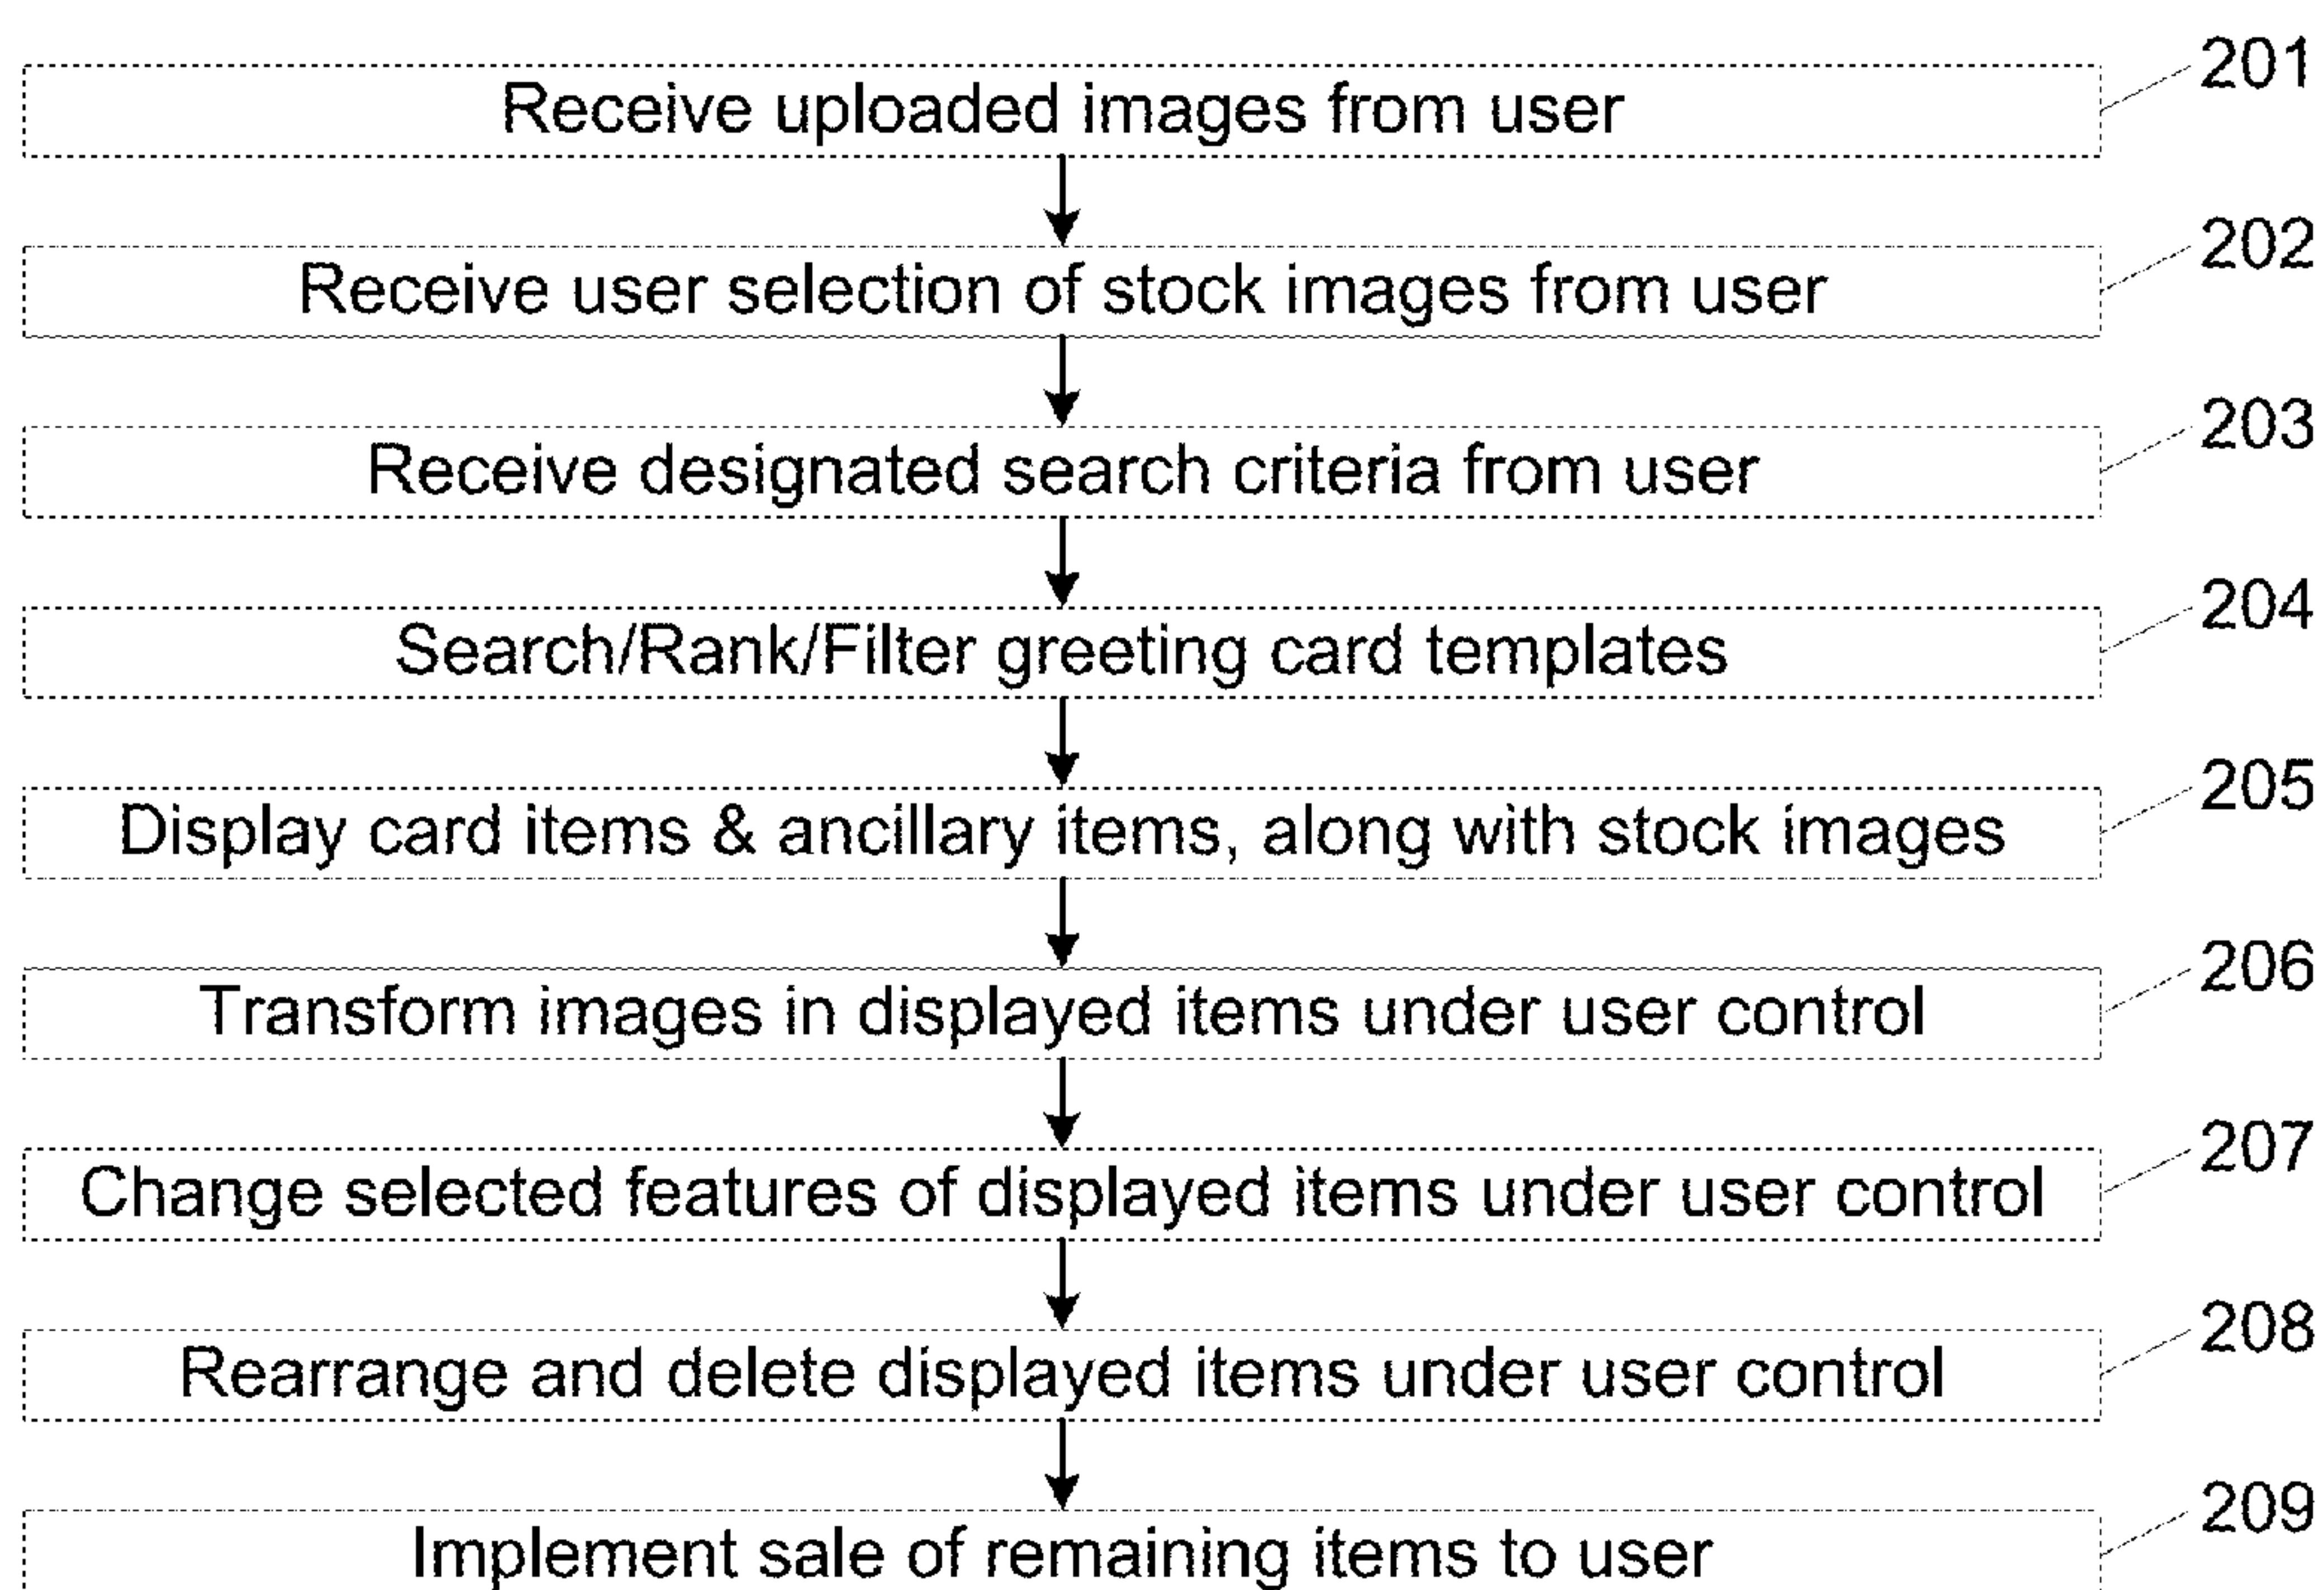 201
Receive uploaded images from user
202
Receive user selection of stock images from user
203
Receive designated search criteria from user
204
Search/Rank/Filter greeting card templates
205
Display card items & ancillary items, along with stock images
206
Transform images in displayed items under user control
207
Change selected features of displayed items under user control
208
Rearrange and delete displayed items under user control
209
Implement sale of remaining items to user